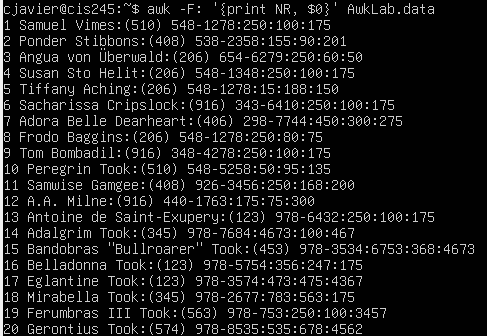 cjavier@cis245:~$ awk -F: '{print NR, $0}' AwkLab.data
1 Samuel Vimes:(510) 548-1278:250:100:175
2 Ponder Stibbons:(408) 538-2358:155:90:201
3 Angua von Überwald:(206) 654-6279:250:60:50
4 Susan Sto Helit:(206) 548-1348:250:100:175
5 Tiffany Aching:(206) 548-1278:15:188:150
6 Sacharissa Cripslock:(916) 343-6410:250:100:175
7 Adora Belle Dearheart:(406) 298-7744:450:300:275
8 Frodo Baggins:(206) 548-1278:250:80:75
9 Tom Bombadil:(916) 348-4278:250:100:175
10 Peregrin Took:(510) 548-5258:50:95:135
11 Samwise Gamgee:(408) 926-3456:250:168:200
12 A.A. Milne:(916) 440-1763:175:75:300
13 Antoine de Saint-Exupery:(123) 978-6432:250:100:175
14 Adalgrim Took:(345) 978-7684:4673:100:467
15 Bandobras "Bullroarer" Took:(453) 978-3534:6753:368:4673
16 Belladonna Took:(123) 978-5754:356:247:175
17 Eglantine Took:(123) 978-3574:473:475:4367
18 Mirabella Took:(345) 978-2677:783:563:175
19 Ferumbras III Took:(563) 978-753:250:100:3457
20 Gerontius Took:(574) 978-8535:535:678:4562